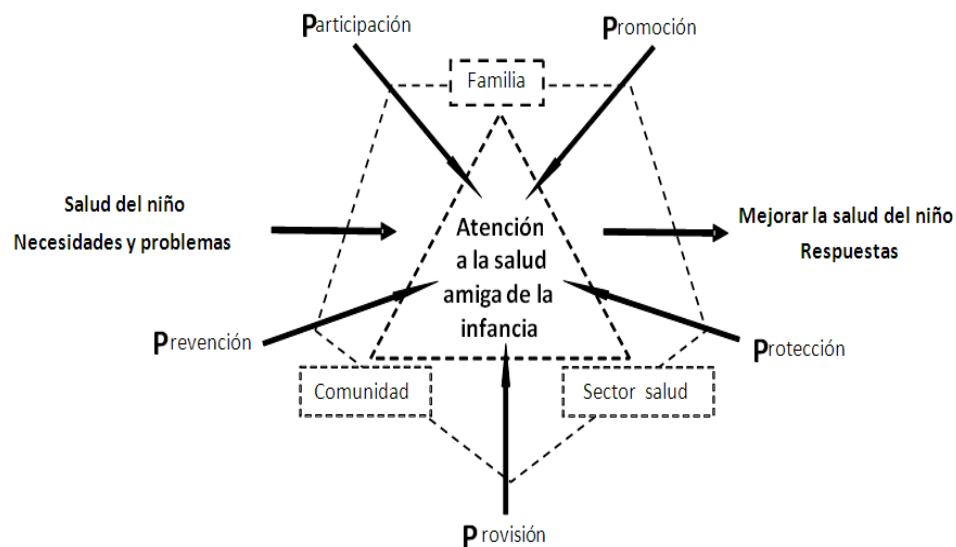 Participación
Promoción
Familia
Salud del niño
Necesidades y problemas
Atención
a la salud
amiga de la
infancia
Mejorar la salud del niño
Respuestas
Prevención
Protección
Comunidad
Sector salud
Provisión